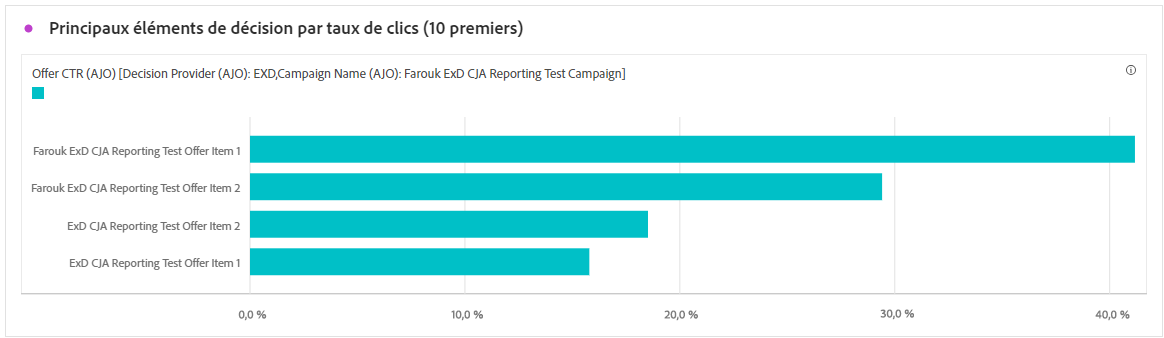 Principaux éléments de décision par taux de clics (10 premiers)
Offer CTR (AJO) [Decision Provider (AJO): EXD,Campaign Name (AJO): Farouk ExD CJA Reporting Test Campaign]
Farouk ExD CJA Reporting Test Offer Item 1
Farouk ExD CJA Reporting Test Offer Item 2
ExD CJA Reporting Test Offer Item 2
ExD CJA Reporting Test Offer Item 1
0,0 % 10,0 % 20,0 % 30,0 % 40,0 %